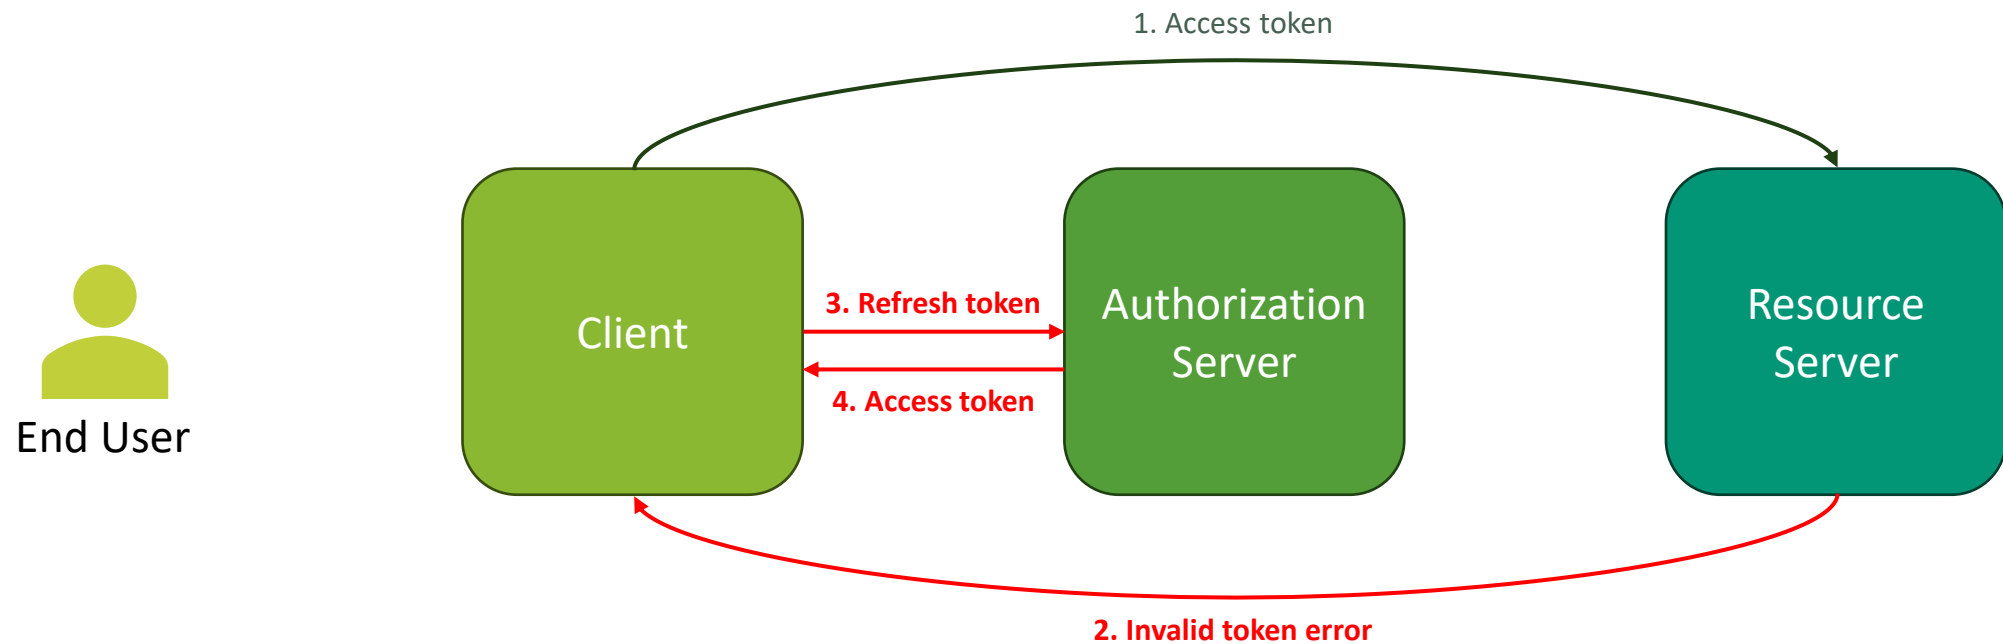 1. Access token
Client
3. Refresh token
4. Access token
Authorization
Server
Resource
Server
End User
2. Invalid token error